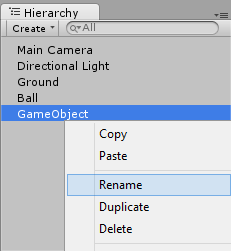 Hierarchy
Create All
Main Camera
Directional Light
Ground
Ball
GameObject
Copy
Paste
Rename
Duplicate
Delete